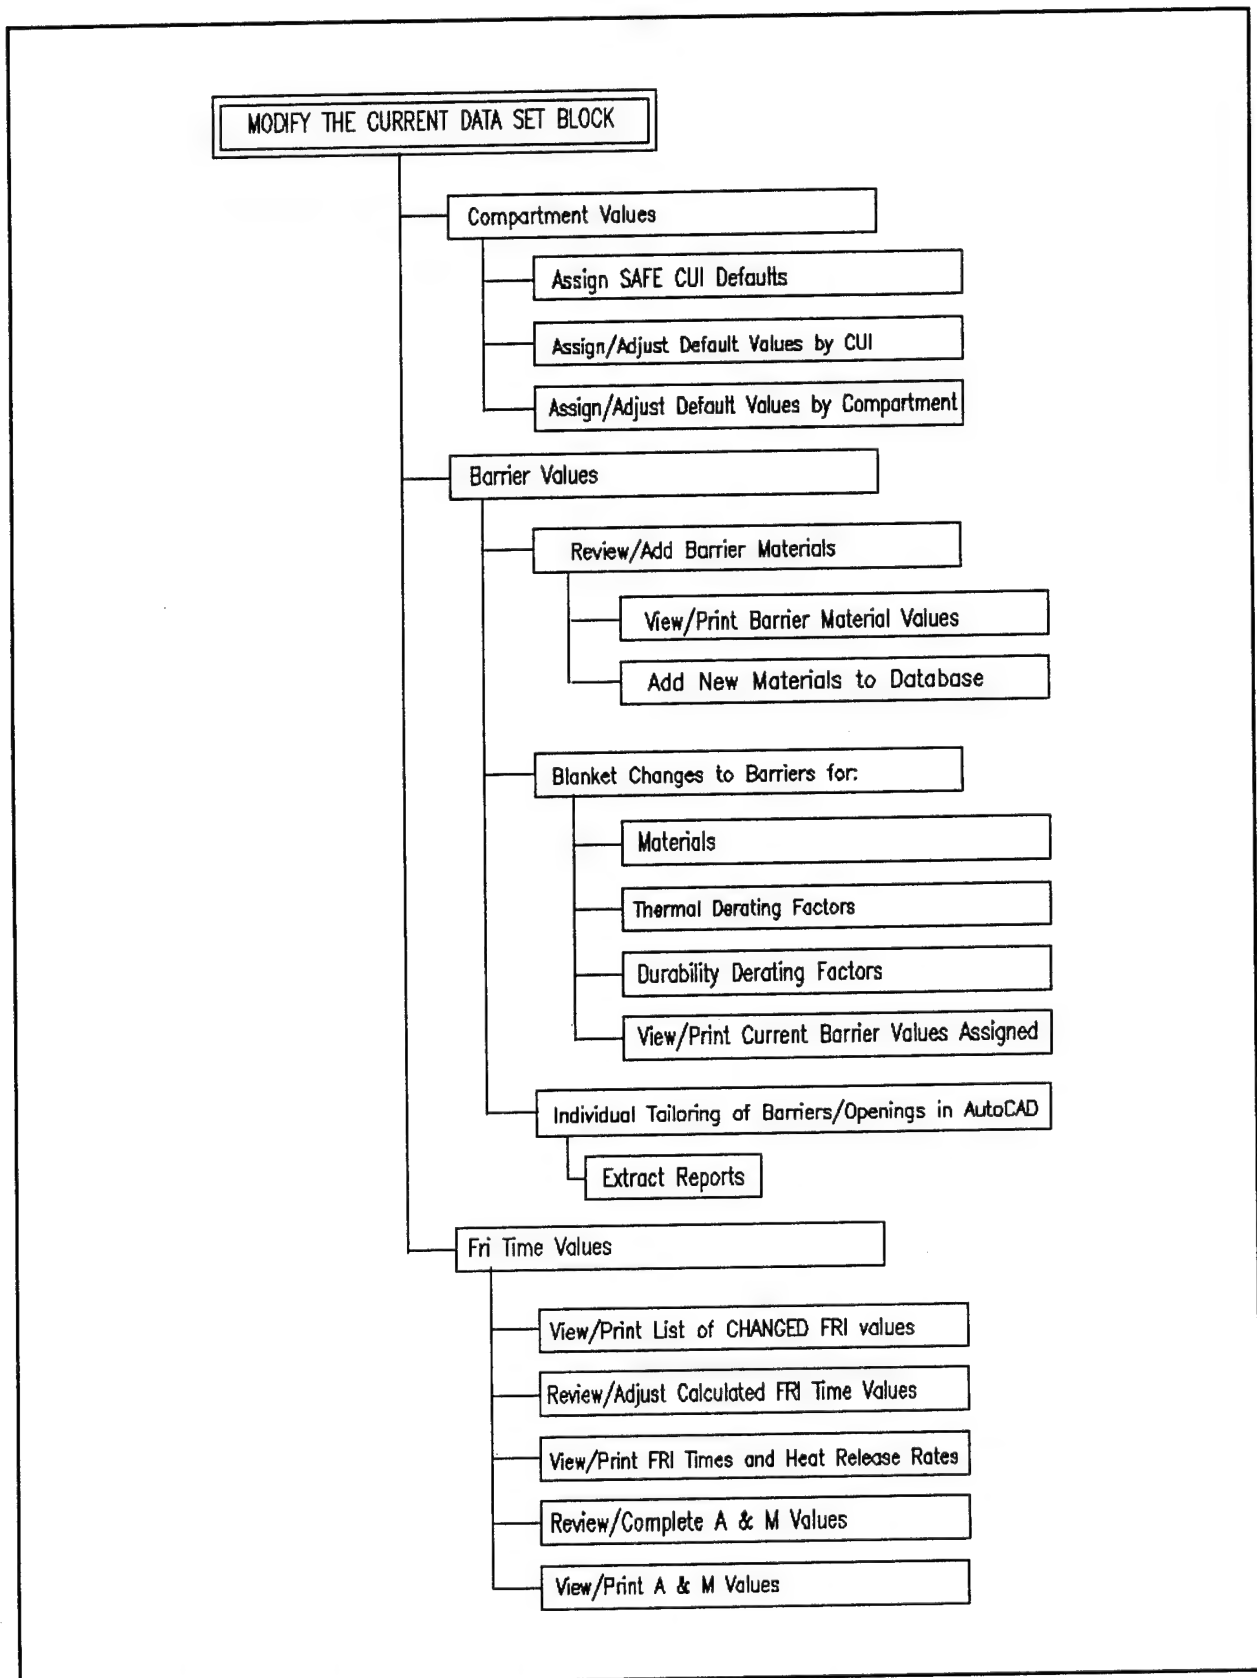 MODIFY THE CURRENT DATA SET BLOCK
Compartment Values
Assign SAFE CUI Defaults
Assign/Adjust Default Values by CUI
Assign/Adjust Default Values by Compartment
Barrier Values
Review/Add Barrier Materials
View/Print Barrier Material Values
Add New Materials to Database
Blanket Changes to Barriers for:
Materials
Thermal Derating Factors
Durability Derating Factors
View/Print Current Barrier Values Assigned
Individual Tailoring of Barriers/Openings in AutoCAD
Extract Reports
Fri Time Values
View/Print List of CHANGED FRI values
Review/Adjust Calculated FRI Time Values
View/Print FRI Times and Heat Release Rates
Review/Complete A & M Values
View/Print A & M Values